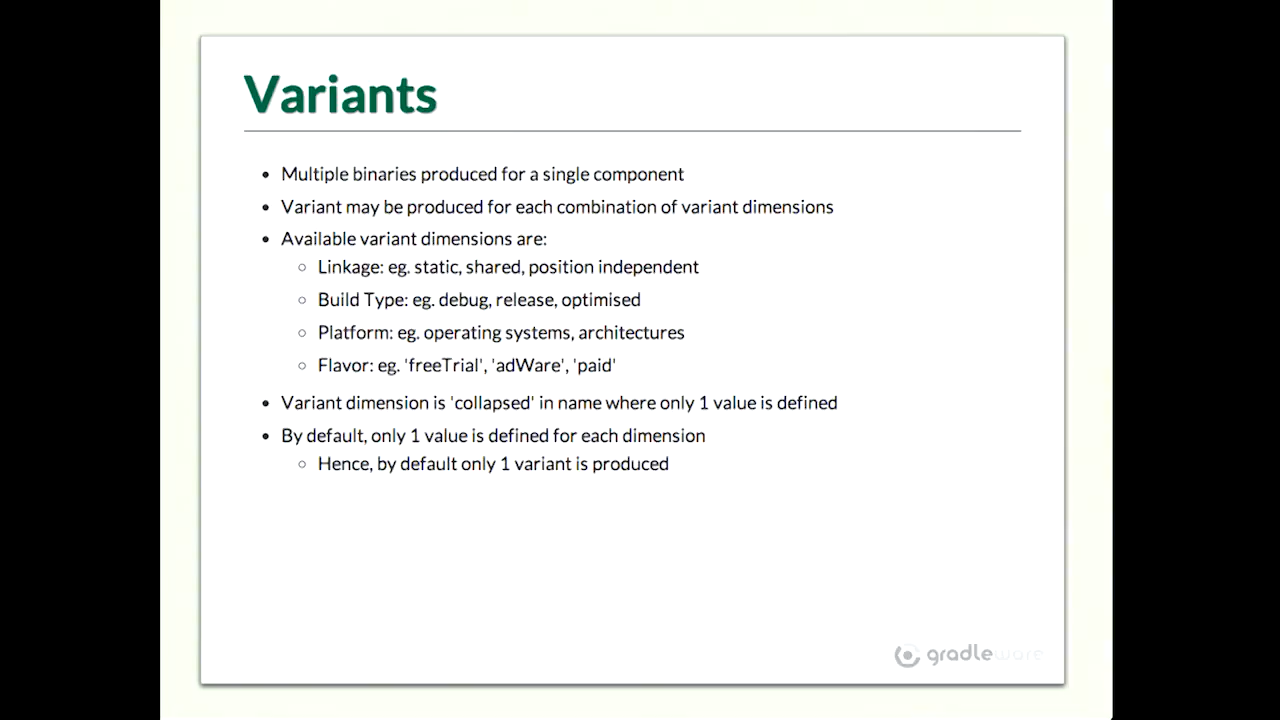 Variants
Multiple binaries produced for a single component
Variant may be produced for each combination of variant dimensions
Available variant dimensions are:
Linkage: eg. static, shared, position independent
Build Type: eg. debug, release, optimised
Platform: eg. operating systems, architectures
Flavor: eg. 'freeTrial', 'adWare', 'paid'
Variant dimension is 'collapsed' in name where only 1 value is defined
By default, only 1 value is defined for each dimension
Hence, by default only 1 variant is produced
gradleware